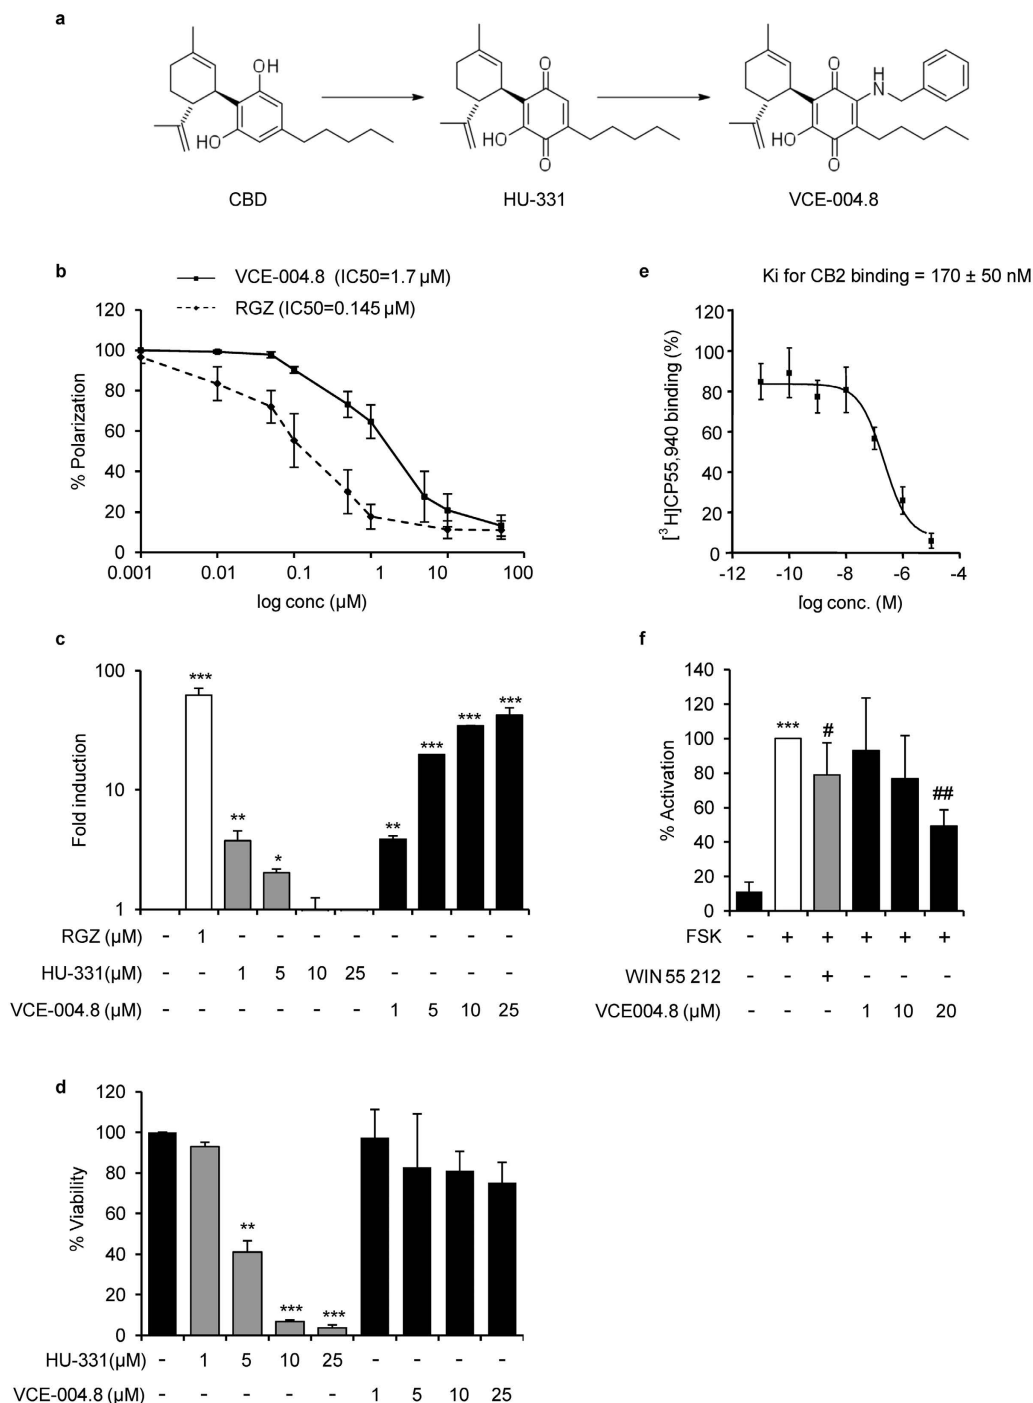 a
OH
HO
CBD
O
HO
O
HU-331
O
H
N
HO
O
VCE-004.8
b
VCE-004.8 (IC50=1.7 µM)
RGZ (IC50=0.145 µM)
% Polarization
120
100
80
60
40
20
0
0.001 0.01 0.1 1 10 100
log conc (µM)
e
Ki for CB2 binding = 170 ± 50 nM
[3H]CP55,940 binding (%)
120
100
80
60
40
20
0
-12 -10 -8 -6 -4
log conc. (M)
c
Fold induction
100
10
1
*** ** * ** *** *** ***
RGZ (µM) - 1 - - - - - - - -
HU-331(µM) - - 1 5 10 25 - - - -
VCE-004.8 (µM) - - - - - - 1 5 10 25
f
% Activation
140
120
100
80
60
40
20
0
*** # ##
FSK - + + + + +
WIN 55 212 - - + - - -
VCE004.8 (µM) - - - 1 10 20
d
% Viability
120
100
80
60
40
20
0
** *** ***
HU-331(µM) - 1 5 10 25 - - - -
VCE-004.8 (µM) - - - - - 1 5 10 25